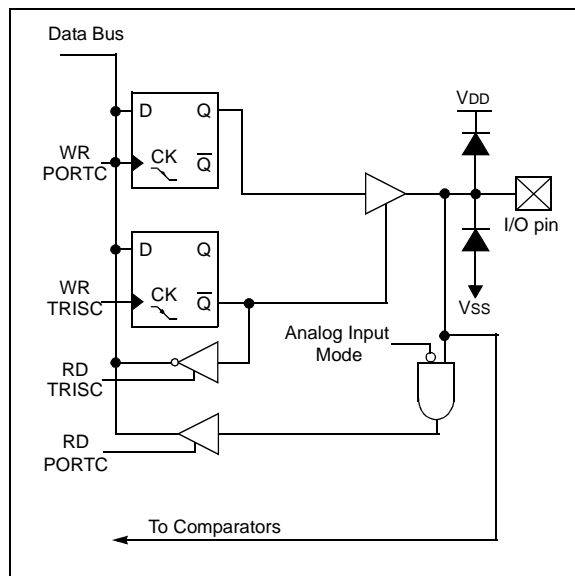 Data Bus
D
Q
VDD
WR
PORTC
CK
Q
I/O pin
D
Q
WR
TRISC
CK
Q
VSS
Analog Input
Mode
RD
TRISC
RD
PORTC
To Comparators